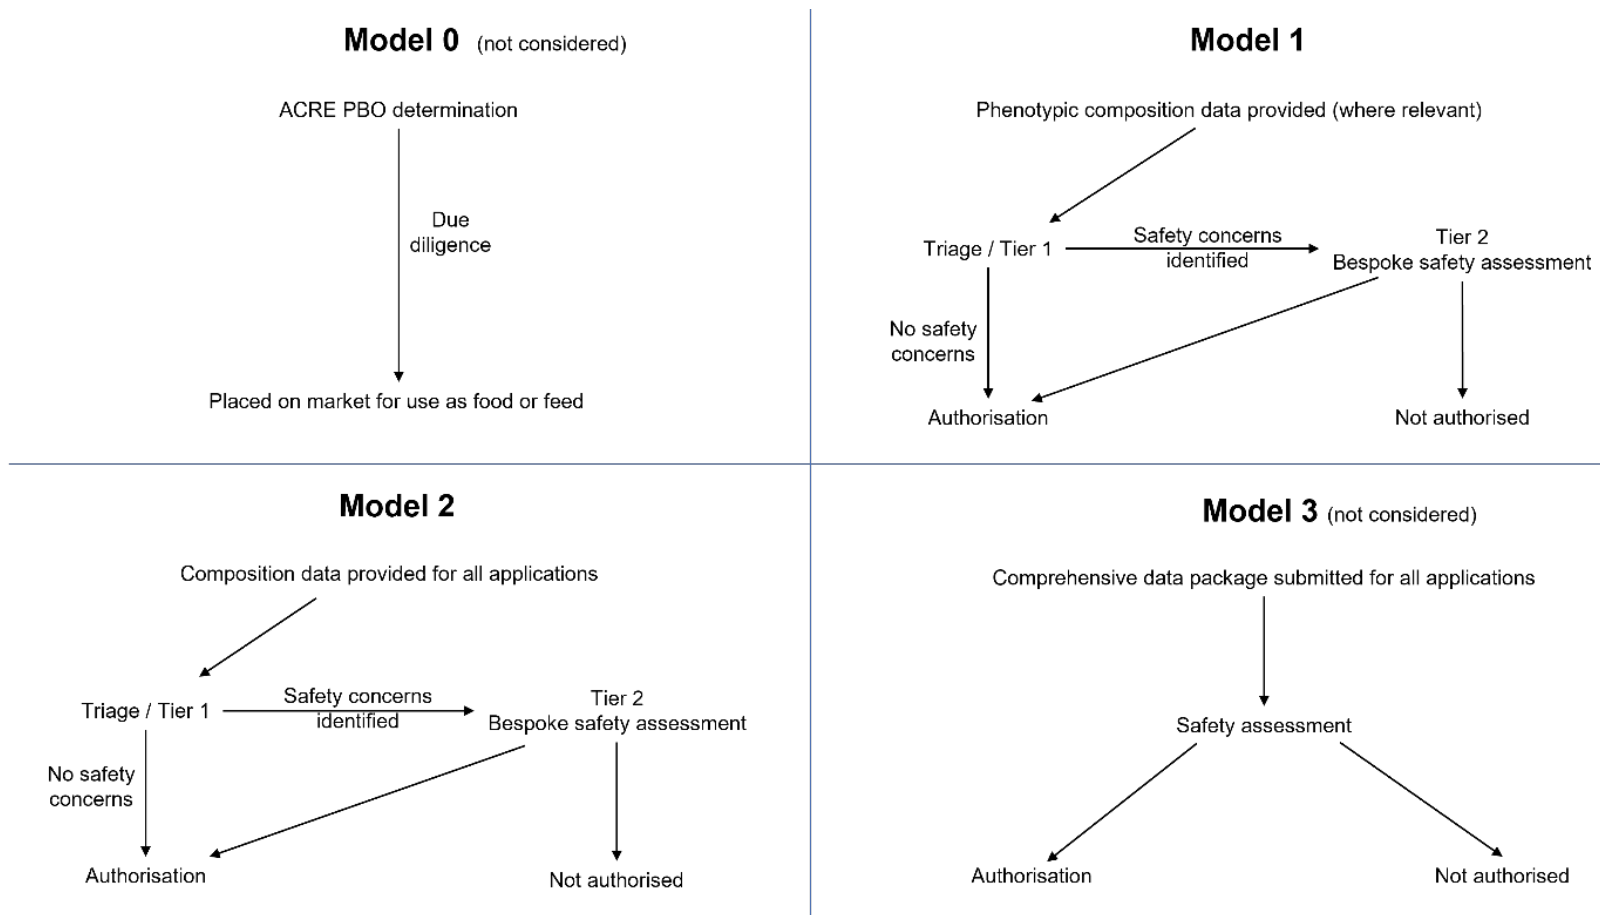 Model 0 (not considered)
ACRE PBO determination
Due
diligence
Placed on market for use as food or feed
Model 1
Phenotypic composition data provided (where relevant)
Triage / Tier 1
Safety concerns
identified
Tier 2
Bespoke safety assessment
No safety
concerns
Authorisation
Not authorised
Model 2
Composition data provided for all applications
Triage / Tier 1
Safety concerns
identified
Tier 2
Bespoke safety assessment
No safety
concerns
Authorisation
Not authorised
Model 3 (not considered)
Comprehensive data package submitted for all applications
Safety assessment
Authorisation
Not authorised